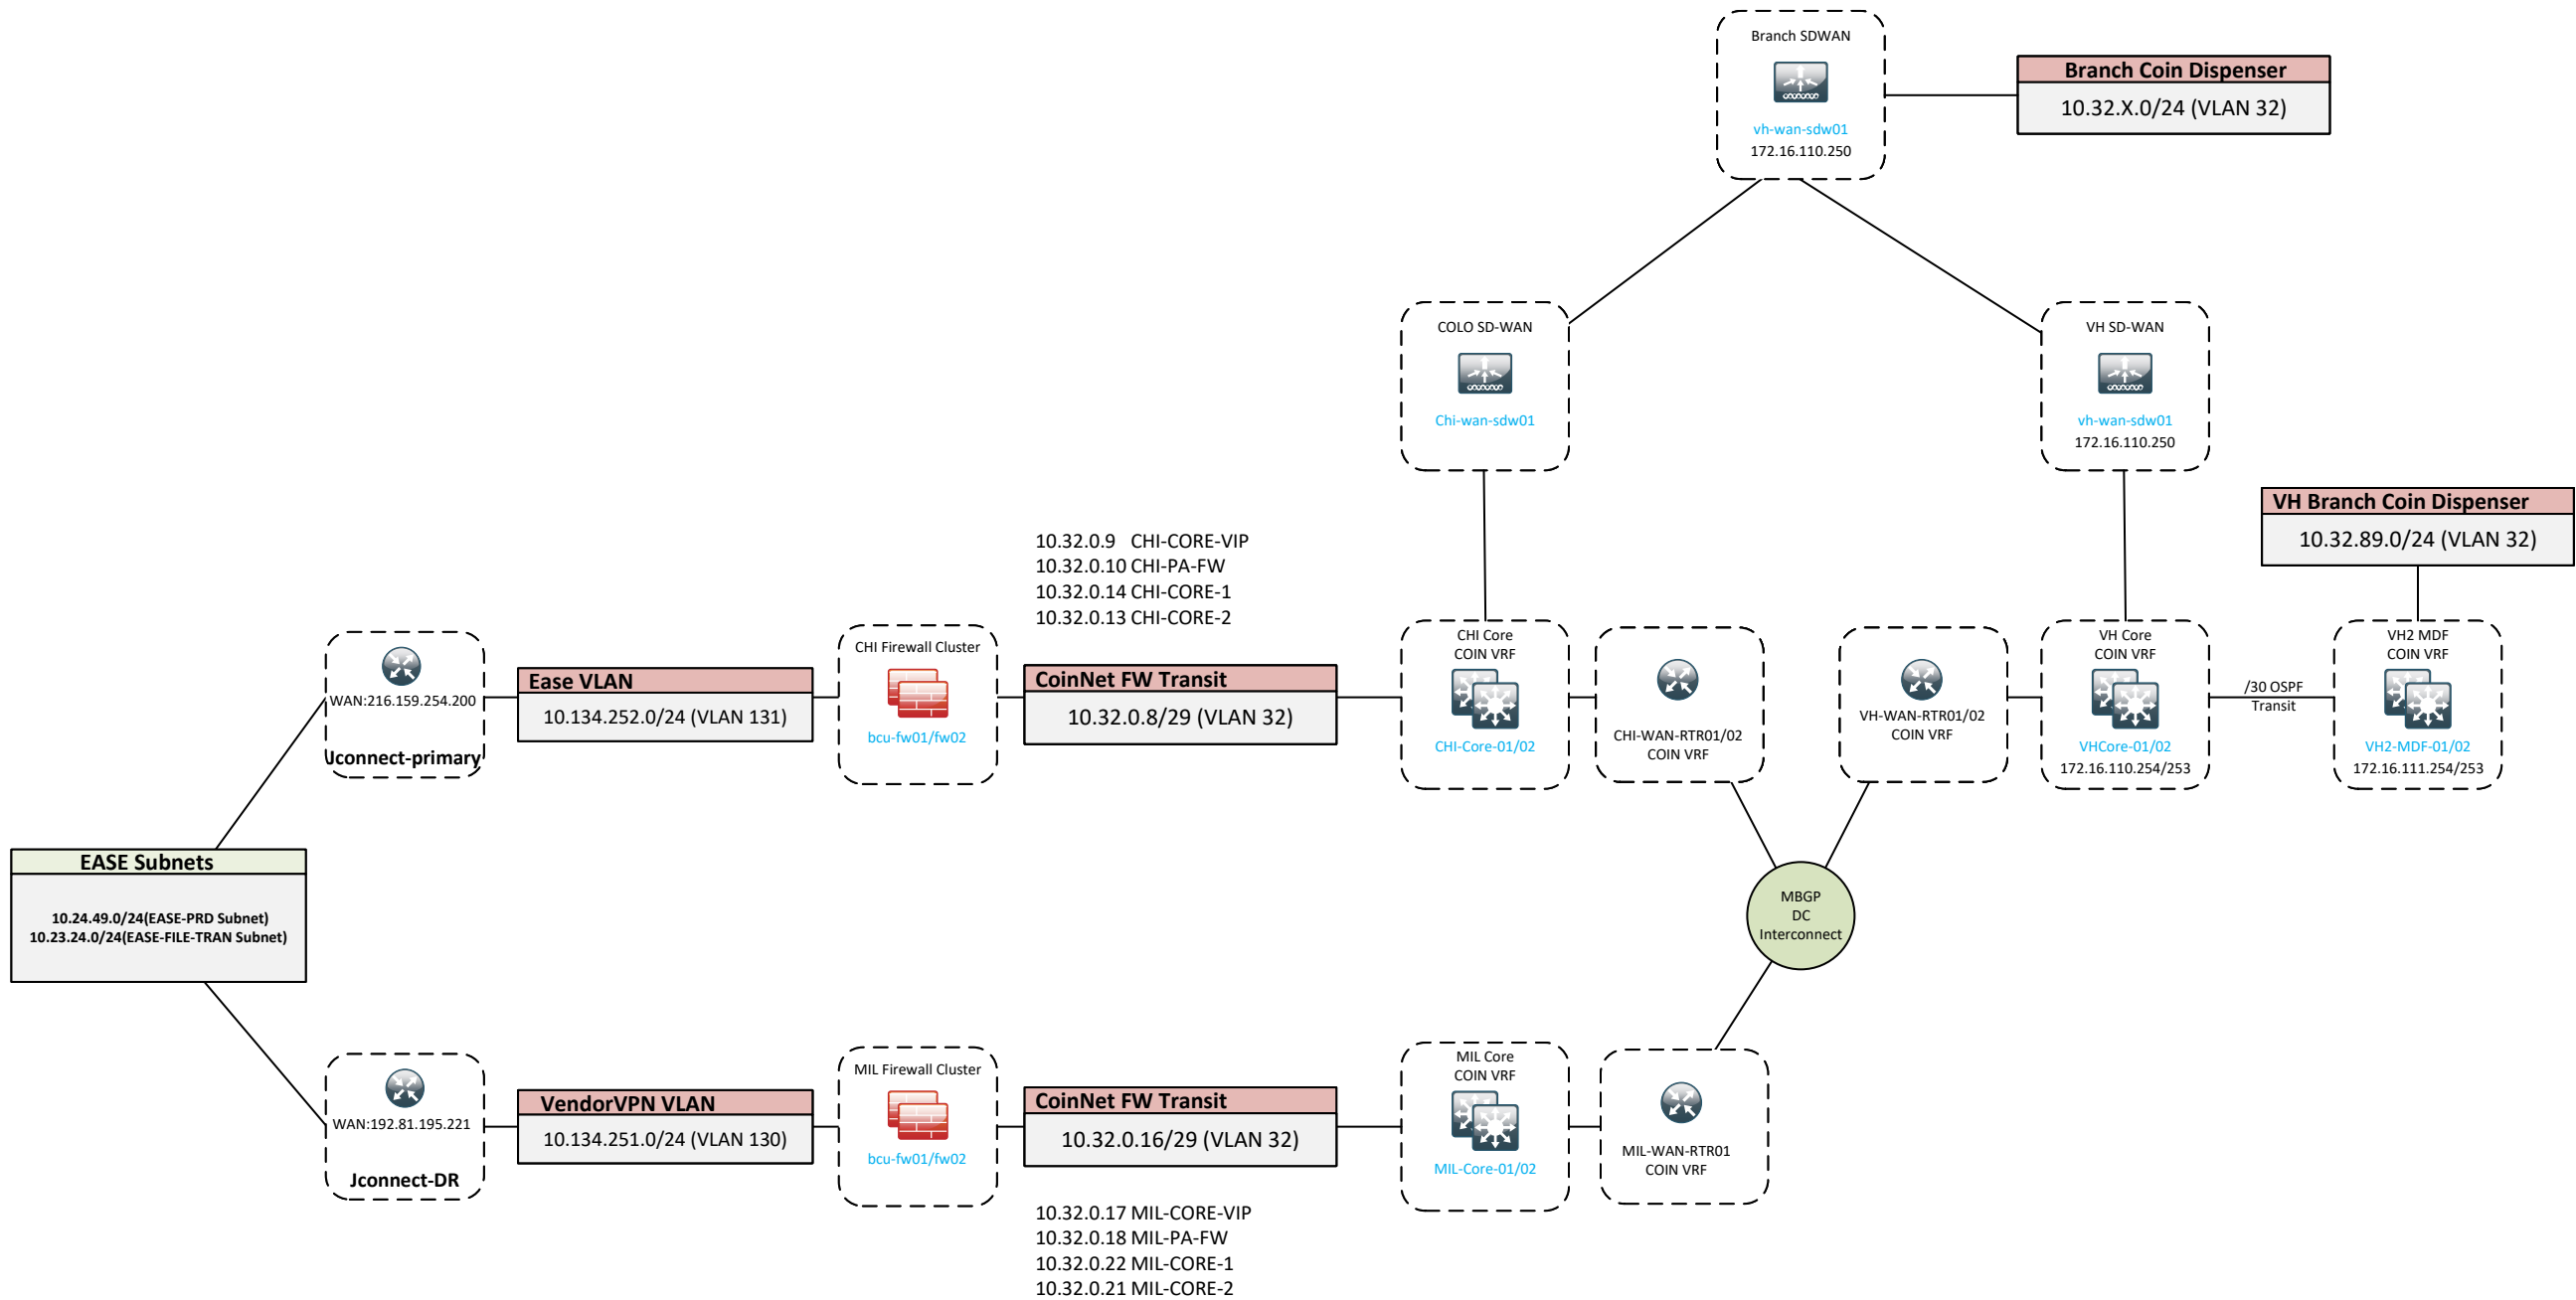 Branch SDWAN
vh-wan-sdw01
172.16.110.250
Branch Coin Dispenser
10.32.X.0/24 (VLAN 32)
COLO SD-WAN
Chi-wan-sdw01
VH SD-WAN
vh-wan-sdw01
172.16.110.250
VH Branch Coin Dispenser
10.32.89.0/24 (VLAN 32)
10.32.0.9 CHI-CORE-VIP
10.32.0.10 CHI-PA-FW
10.32.0.14 CHI-CORE-1
10.32.0.13 CHI-CORE-2
WAN:216.159.254.200
Jconnect-primary
Ease VLAN
10.134.252.0/24 (VLAN 131)
CHI Firewall Cluster
bcu-fw01/fw02
CoinNet FW Transit
10.32.0.8/29 (VLAN 32)
CHI Core
COIN VRF
CHI-Core-01/02
CHI-WAN-RTR01/02
COIN VRF
VH-WAN-RTR01/02
COIN VRF
VH Core
COIN VRF
VHCore-01/02
172.16.110.254/253
/30 OSPF
Transit
VH2 MDF
COIN VRF
VH2-MDF-01/02
172.16.111.254/253
EASE Subnets
10.24.49.0/24(EASE-PRD Subnet)
10.23.24.0/24(EASE-FILE-TRAN Subnet)
MBGP
DC
Interconnect
WAN:192.81.195.221
Jconnect-DR
VendorVPN VLAN
10.134.251.0/24 (VLAN 130)
MIL Firewall Cluster
bcu-fw01/fw02
CoinNet FW Transit
10.32.0.16/29 (VLAN 32)
MIL Core
COIN VRF
MIL-Core-01/02
MIL-WAN-RTR01
COIN VRF
10.32.0.17 MIL-CORE-VIP
10.32.0.18 MIL-PA-FW
10.32.0.22 MIL-CORE-1
10.32.0.21 MIL-CORE-2